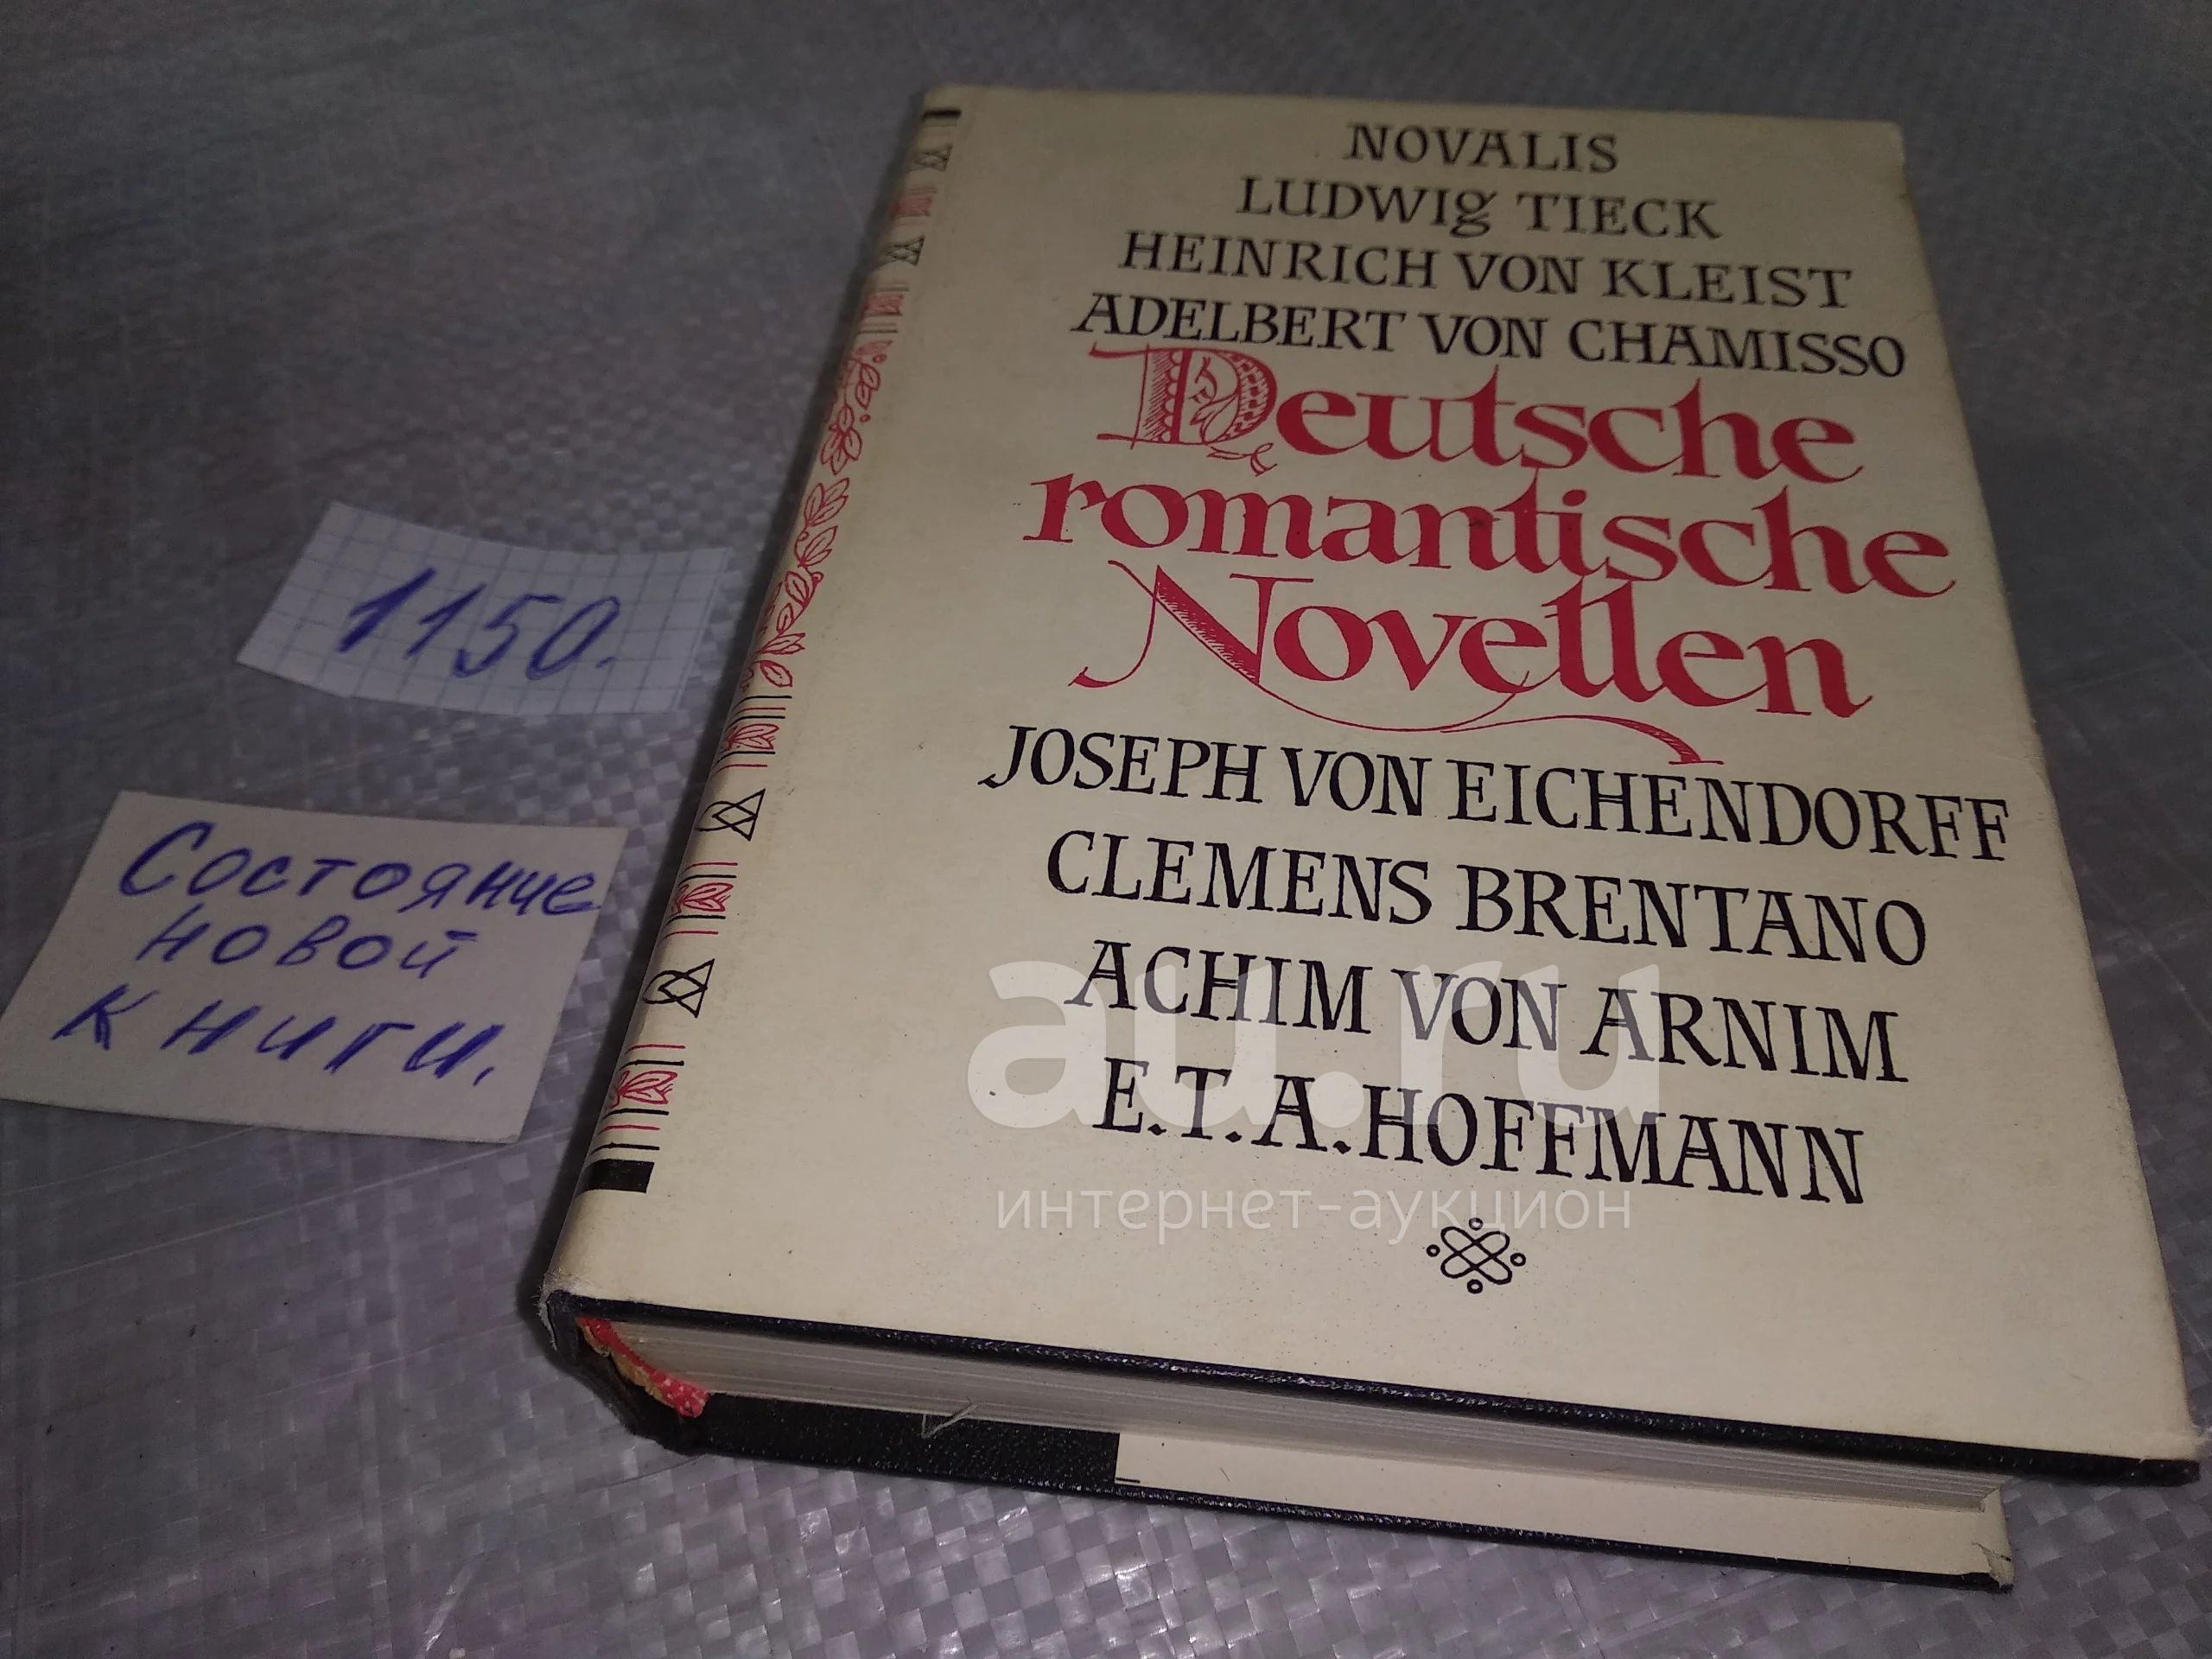 NOVALIS
LUDWIG TIECK
HEINRICH VON KLEIST
ADELBERT VON CHAMISSO
Deutsche
romantische
Novellen
JOSEPH VON EICHENDORFF
CLEMENS BRENTANO
ACHIM VON ARNIM
E.T.A. HOFFMANN
1150.
Состояние
новой
книги.
au.ru
интернет-аукцион